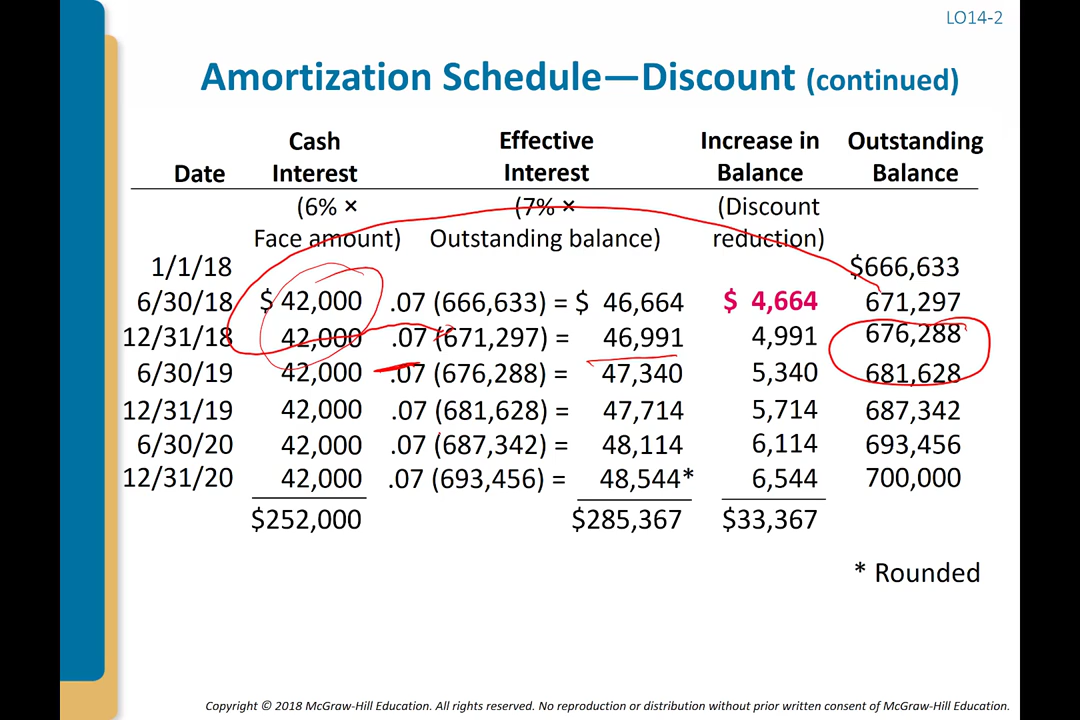 LO14-2
Amortization Schedule—Discount (continued)
Cash Effective Increase in Outstanding
Date Interest Interest Balance Balance
(6% × (7% × (Discount
Face amount) Outstanding balance) reduction)
1/1/18 $666,633
6/30/18 $ 42,000 .07 (666,633) = $ 46,664 $ 4,664 671,297
12/31/18 42,000 .07 (671,297) = 46,991 4,991 676,288
6/30/19 42,000 .07 (676,288) = 47,340 5,340 681,628
12/31/19 42,000 .07 (681,628) = 47,714 5,714 687,342
6/30/20 42,000 .07 (687,342) = 48,114 6,114 693,456
12/31/20 42,000 .07 (693,456) = 48,544* 6,544 700,000
$252,000 $285,367 $33,367
* Rounded
Copyright © 2018 McGraw-Hill Education. All rights reserved. No reproduction or distribution without prior written consent of McGraw-Hill Education.